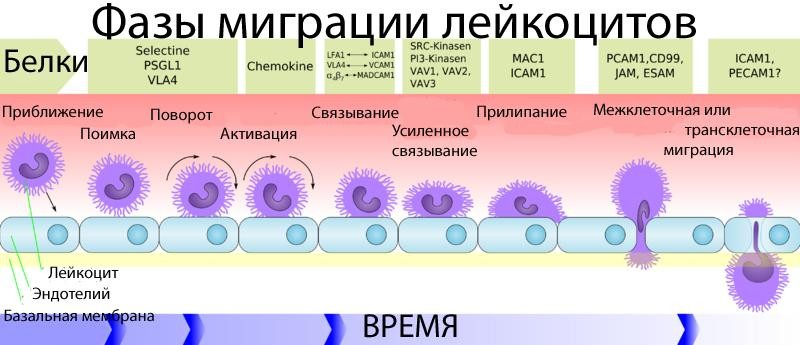 Фазы миграции лейкоцитов
Белки
Selectine
PSGL1
VLA4
Chemokine
LFA1 ⟷ ICAM1
VLA4 ⟷ VCAM1
α₄β₇⟷MADCAM1
SRC-Kinasen
PI3-Kinasen
VAV1, VAV2,
VAV3
MAC1
ICAM1
PCAM1,CD99,
JAM, ESAM
ICAM1,
PECAM1?
Приближение
Поимка
Поворот
Активация
Связывание
Усиленное
связывание
Прилипание
Межклеточная или
трансклеточная
миграция
Лейкоцит
Эндотелий
Базальная мембрана
ВРЕМЯ